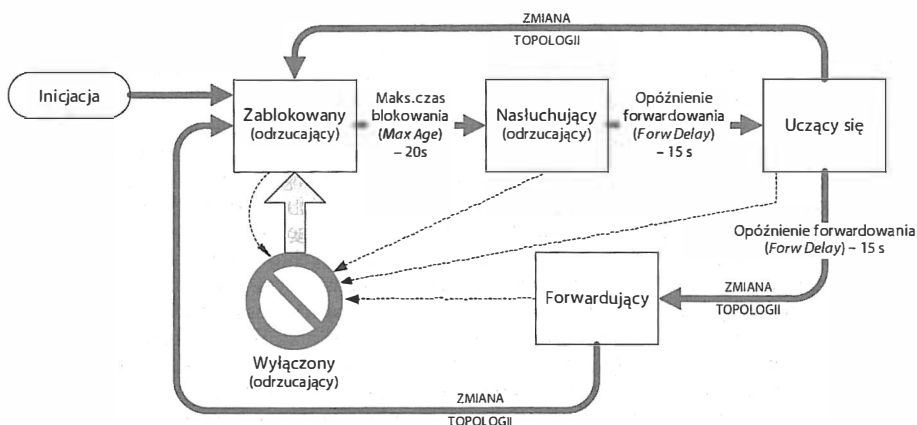 ZMIANA
TOPOLOGII
Inicjacja
Zablokowany
(odrzucający)
Maks.czas
blokowania
(Max Age)
~ 20s
Nasłuchujący
(odrzucający)
Opóźnienie
forwardowania
(Forw Delay)
~ 15 s
Uczący się
Opóźnienie forwardowania
(Forw Delay) ~ 15 s
Forwardujący
ZMIANA
TOPOLOGII
Wyłączony
(odrzucający)
ZMIANA
TOPOLOGII